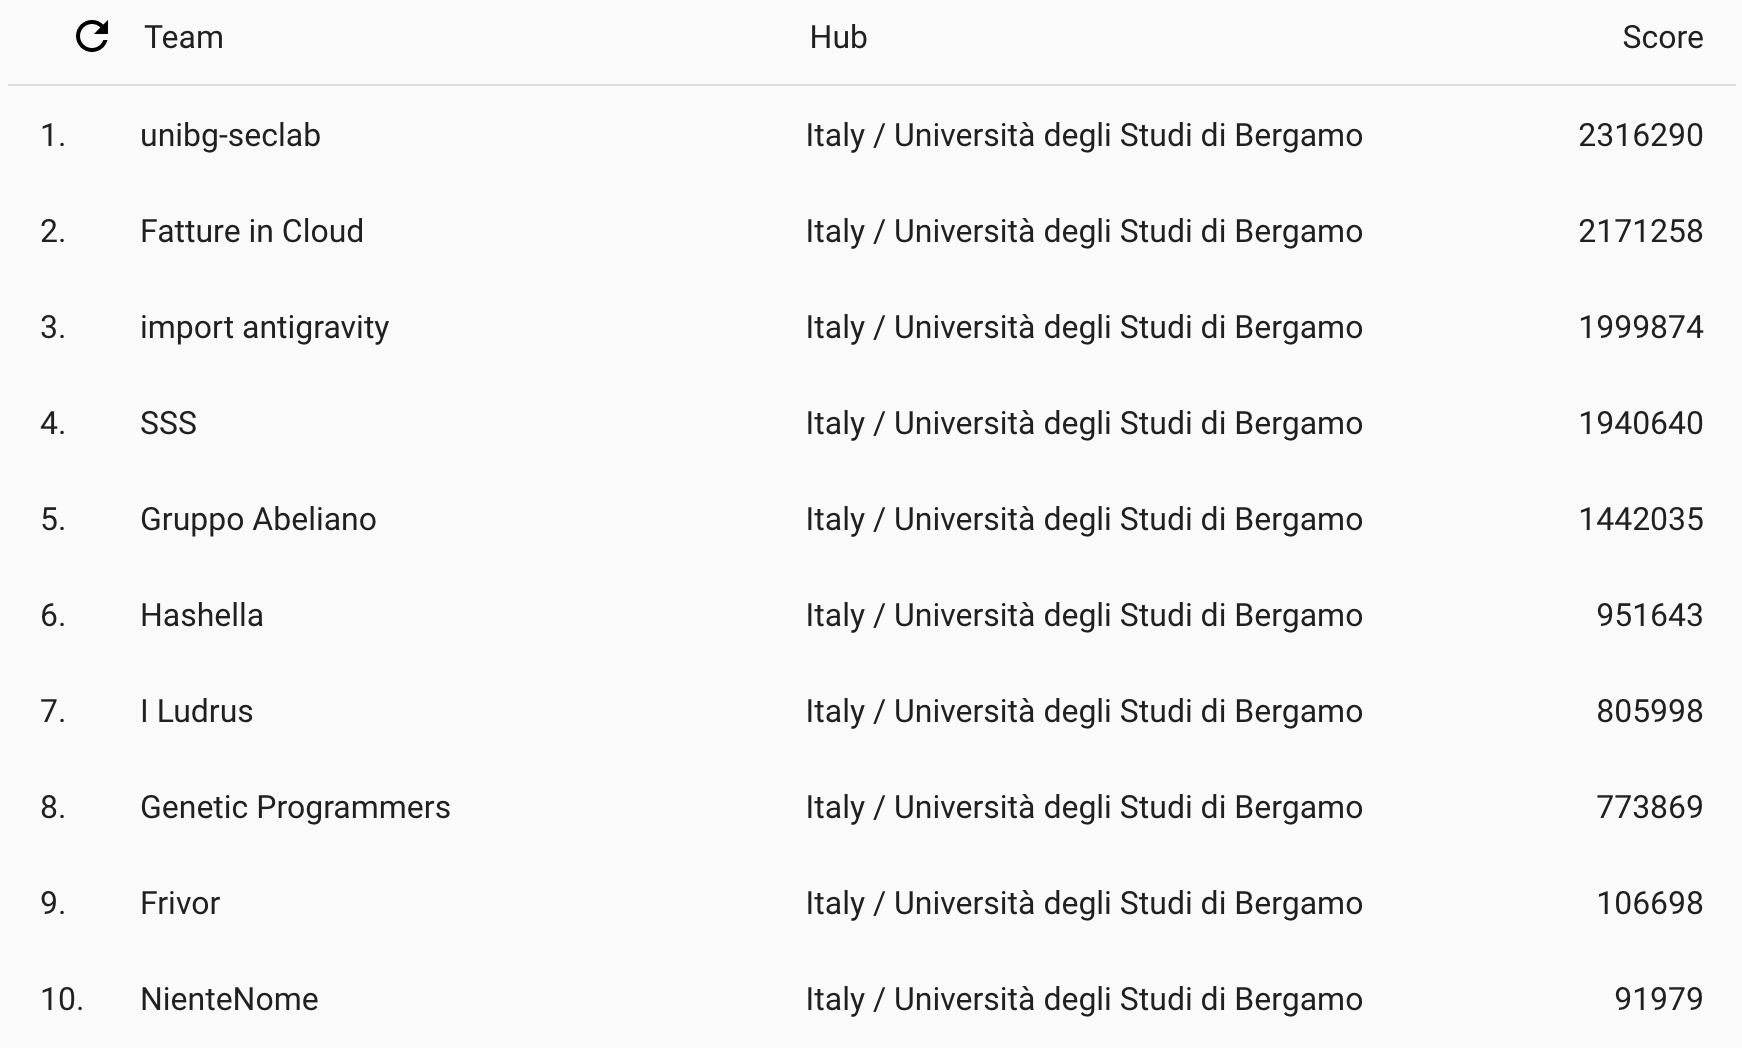 Team Hub Score
1. unibg-seclab Italy / Università degli Studi di Bergamo 2316290
2. Fatture in Cloud Italy / Università degli Studi di Bergamo 2171258
3. import antigravity Italy / Università degli Studi di Bergamo 1999874
4. SSS Italy / Università degli Studi di Bergamo 1940640
5. Gruppo Abeliano Italy / Università degli Studi di Bergamo 1442035
6. Hashella Italy / Università degli Studi di Bergamo 951643
7. I Ludrus Italy / Università degli Studi di Bergamo 805998
8. Genetic Programmers Italy / Università degli Studi di Bergamo 773869
9. Frivor Italy / Università degli Studi di Bergamo 106698
10. NienteNome Italy / Università degli Studi di Bergamo 91979